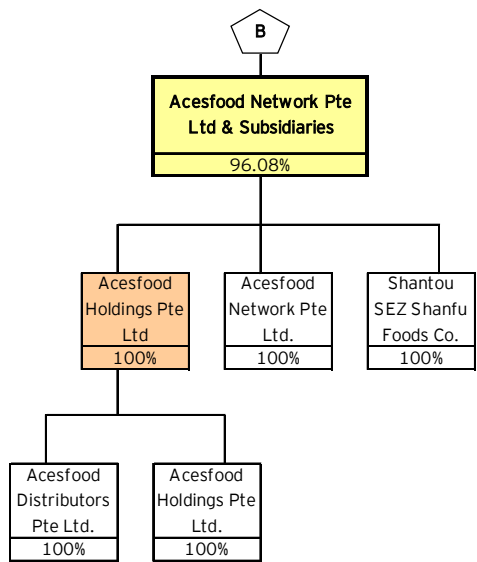 B
Acesfood Network Pte
Ltd & Subsidiaries
96.08%
Acesfood
Holdings Pte
Ltd
100%
Acesfood
Network Pte
Ltd.
100%
Shantou
SEZ Shanfu
Foods Co.
100%
Acesfood
Distributors
Pte Ltd.
100%
Acesfood
Holdings Pte
Ltd.
100%